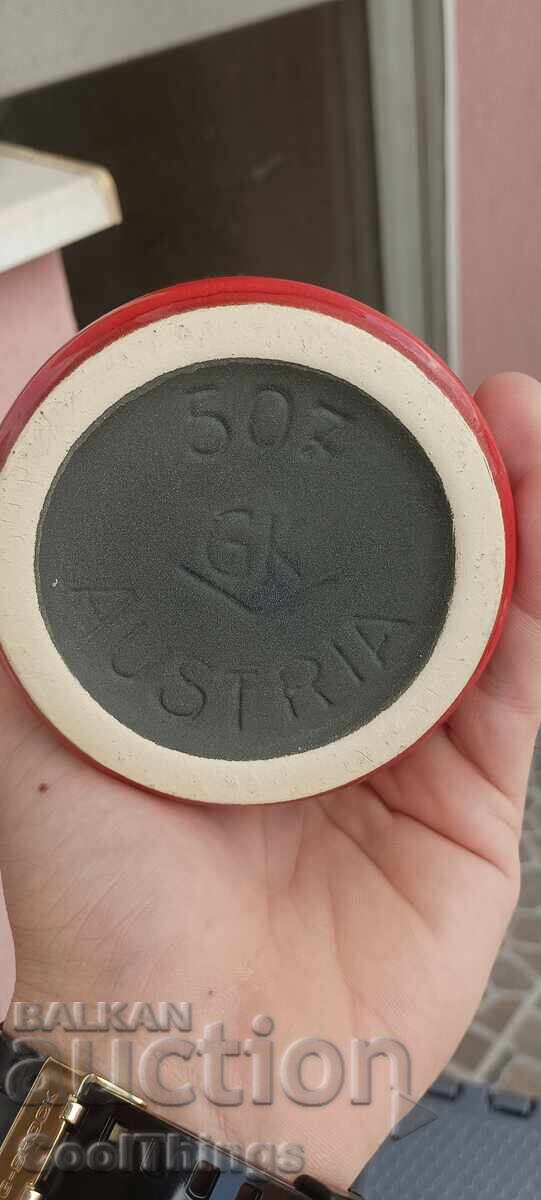 507
GK
AUSTRIA
BALKAN
auction
CoolThings